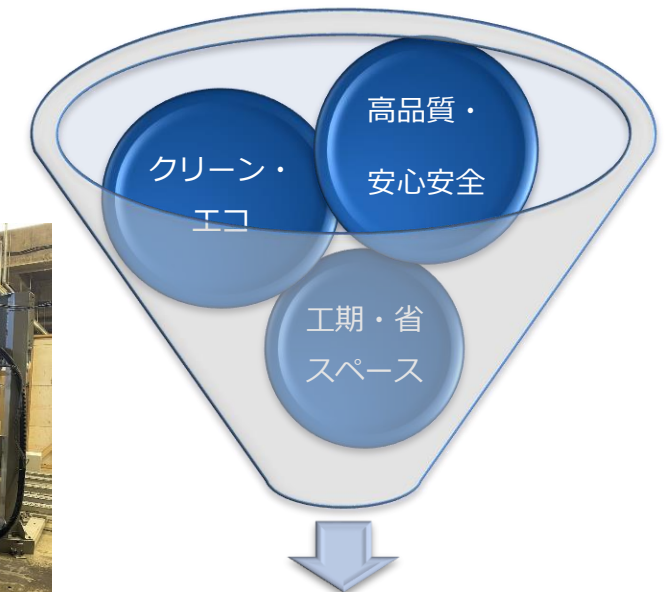 クリーン・
エコ
高品質・
安心安全
工期・省
スペース